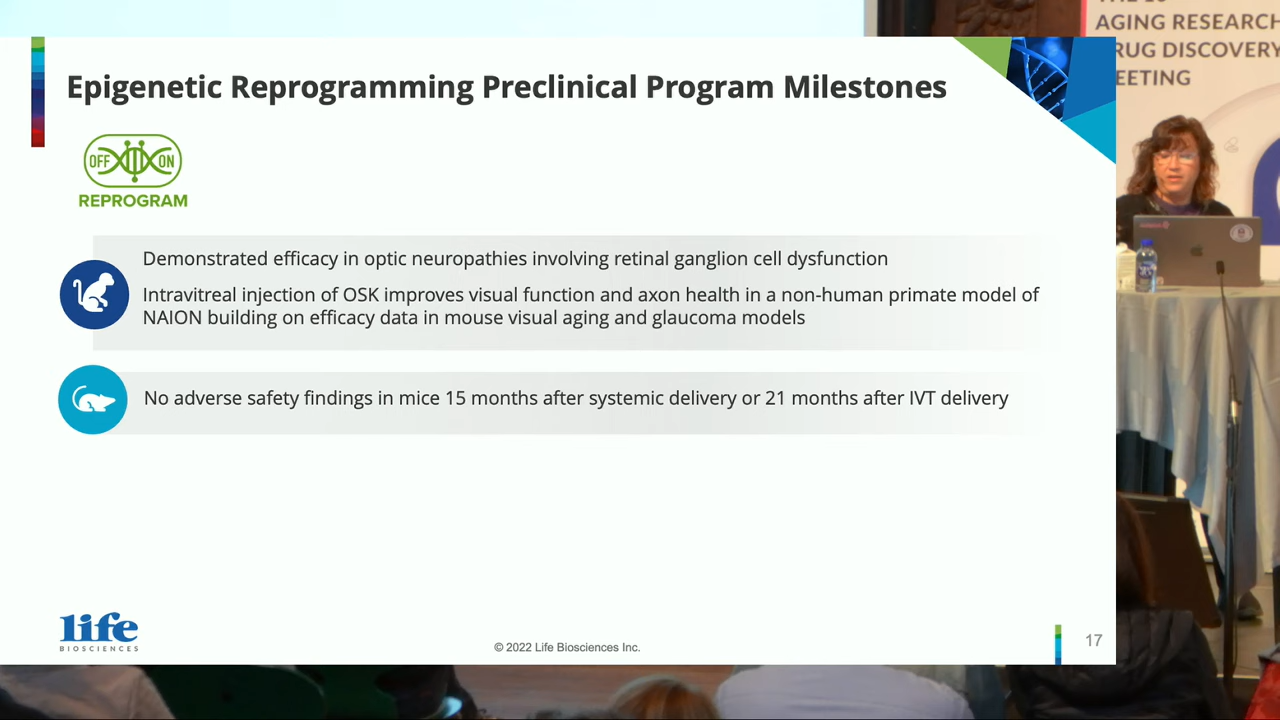 AGING RESEARCH
DRUG DISCOVERY
MEETING
Epigenetic Reprogramming Preclinical Program Milestones
OFF ON
REPROGRAM
Demonstrated efficacy in optic neuropathies involving retinal ganglion cell dysfunction
Intravitreal injection of OSK improves visual function and axon health in a non-human primate model of
NAION building on efficacy data in mouse visual aging and glaucoma models
No adverse safety findings in mice 15 months after systemic delivery or 21 months after IVT delivery
life
BIOSCIENCES
© 2022 Life Biosciences Inc.
17